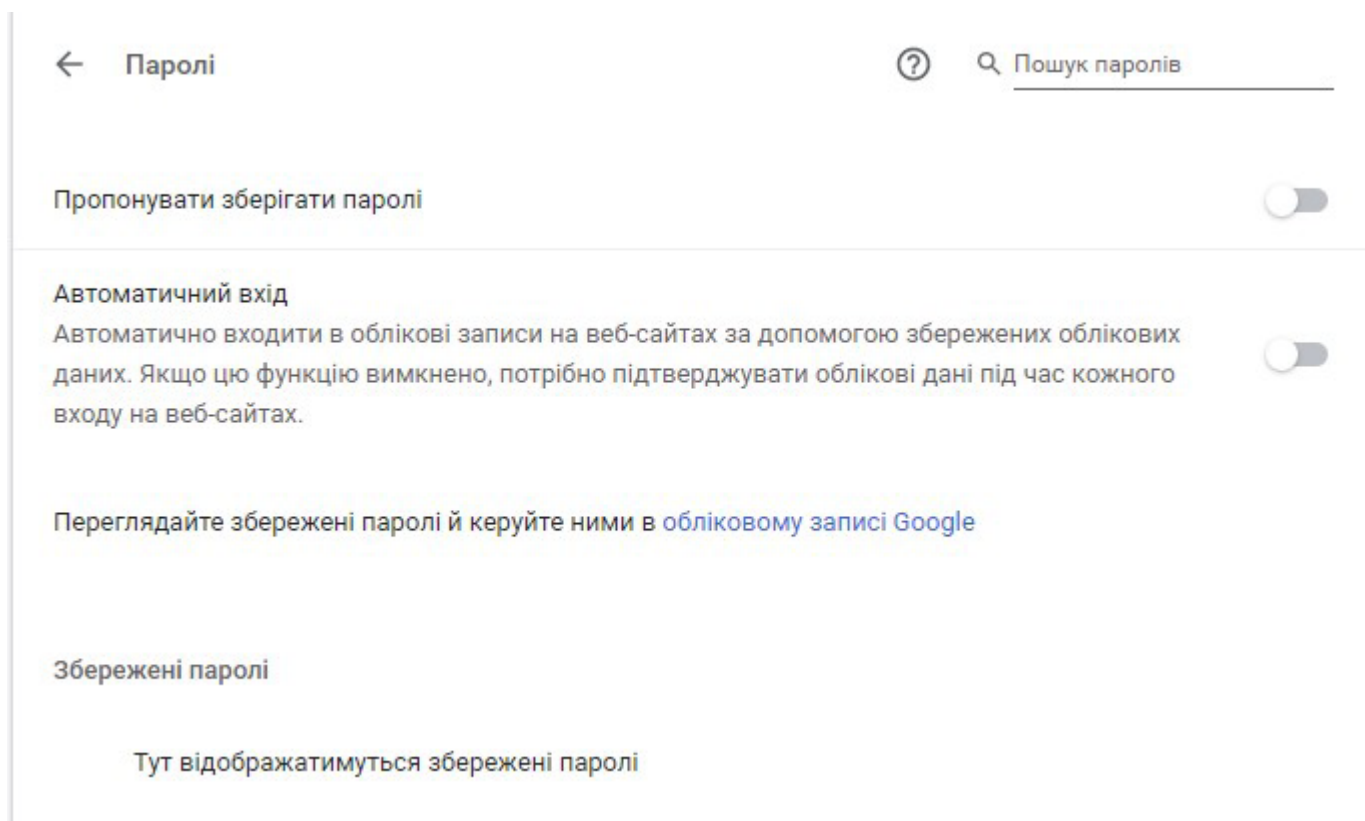 Паролі
Пошук паролів
Пропонувати зберігати паролі
Автоматичний вхід
Автоматично входити в облікові записи на веб-сайтах за допомогою збережених облікових
даних. Якщо цю функцію вимкнено, потрібно підтверджувати облікові дані під час кожного
входу на веб-сайтах.
Переглядайте збережені паролі й керуйте ними в обліковому записі Google
Збережені паролі
Тут відображатимуться збережені паролі